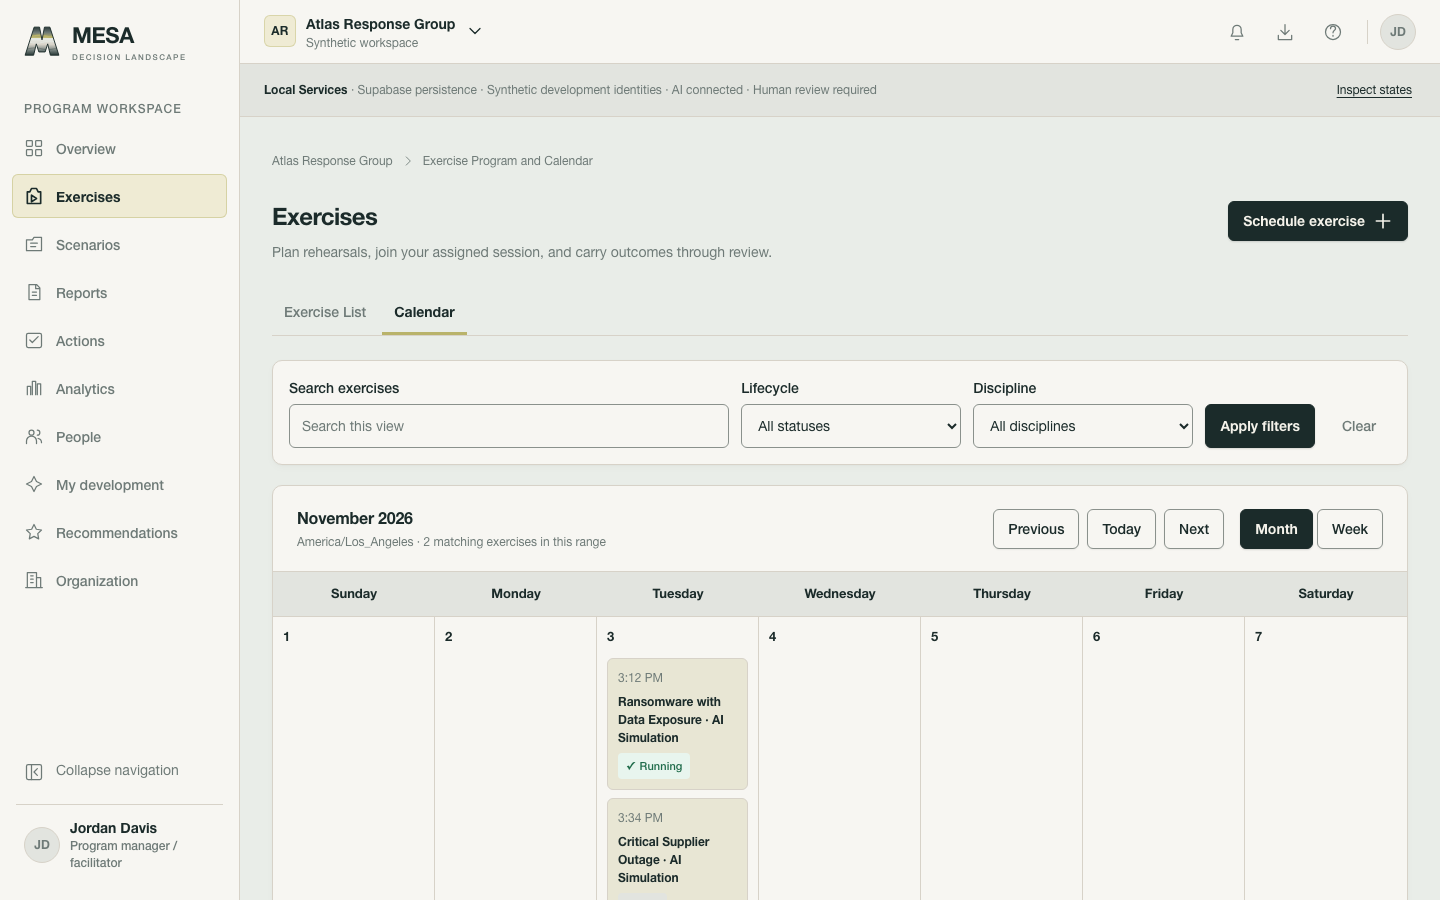 MESA
DECISION LANDSCAPE
PROGRAM WORKSPACE
Overview
Exercises
Scenarios
Reports
Actions
Analytics
People
My development
Recommendations
Organization
Collapse navigation
JD
Jordan Davis
Program manager /
facilitator
AR
Atlas Response Group
Synthetic workspace
JD
Local Services · Supabase persistence · Synthetic development identities · AI connected · Human review required
Inspect states
Atlas Response Group
Exercise Program and Calendar
Exercises
Schedule exercise
Plan rehearsals, join your assigned session, and carry outcomes through review.
Exercise List
Calendar
Search exercises
Lifecycle
Discipline
Search this view
All statuses
All disciplines
Apply filters
Clear
November 2026
America/Los_Angeles · 2 matching exercises in this range
Previous
Today
Next
Month
Week
Sunday
Monday
Tuesday
Wednesday
Thursday
Friday
Saturday
1
2
3
4
5
6
7
3:12 PM
Ransomware with
Data Exposure · AI
Simulation
✓ Running
3:34 PM
Critical Supplier
Outage · AI
Simulation